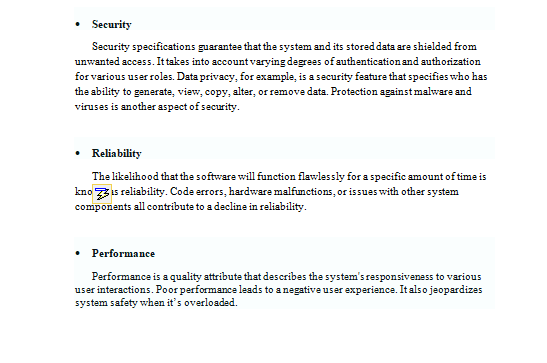 • Security
Security specifications guarantee that the system and its stored data are shielded from
unwanted access. It takes into account varying degrees of authentication and authorization
for various user roles. Data privacy, for example, is a security feature that specifies who has
the ability to generate, view, copy, alter, or remove data. Protection against malware and
viruses is another aspect of security.
• Reliability
The likelihood that the software will function flawlessly for a specific amount of time is
kno is reliability. Code errors, hardware malfunctions, or issues with other system
components all contribute to a decline in reliability.
• Performance
Performance is a quality attribute that describes the system's responsiveness to various
user interactions. Poor performance leads to a negative user experience. It also jeopardizes
system safety when it’s overloaded.